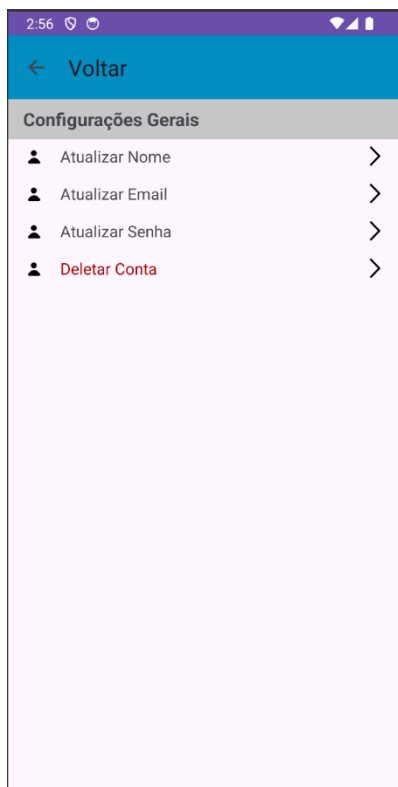 2:56
Voltar
Configurações Gerais
Atualizar Nome
Atualizar Email
Atualizar Senha
Deletar Conta